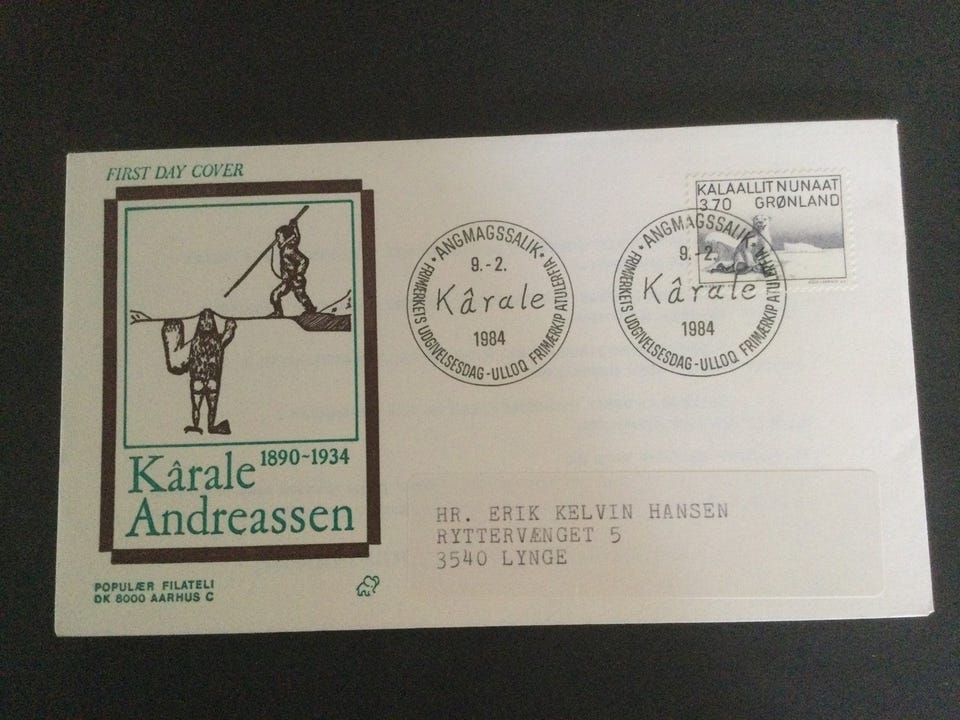 FIRST DAY COVER
1890-1934
Kârale
Andreassen
POPULÆR FILATELI
DK 8000 AARHUS C
• ANGMAGSSALIK •
9.-2.
Kârale
1984
FRIMÆRKETS UDGIVELSESDAG - ULLOQ FRIMÆRKIP ATULERFIA
KALAALLIT NUNAAT
3.70 GRØNLAND
• ANGMAGSSALIK
9.-2.
Kârale
1984
FRIMÆRKETS UDGIVELSESDAG - ULLOQ FRIMÆRKIP ATULERFIA
HR. ERIK KELVIN HANSEN
RYTTERVÆNGET 5
3540 LYNGE